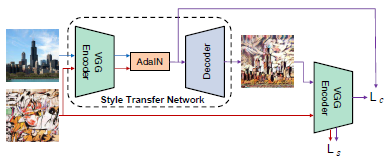 VGG
Encoder
AdaIN
Decoder
Style Transfer Network
VGG
Encoder
L c
L s